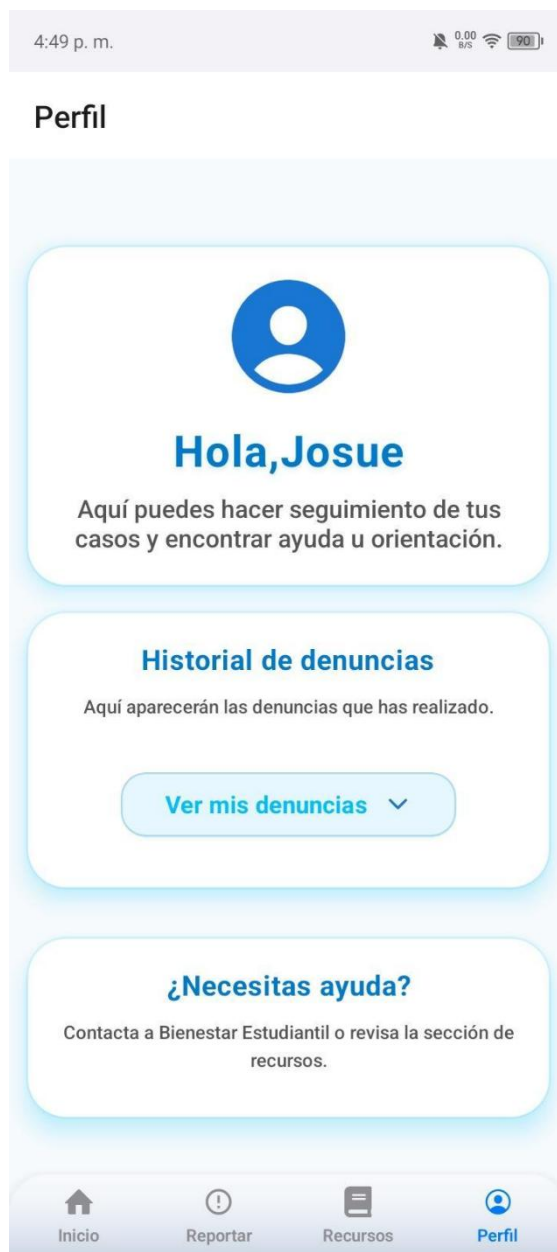 4:49 p. m.
0.00
B/S
90
Perfil
Hola,Josue
Aquí puedes hacer seguimiento de tus
casos y encontrar ayuda u orientación.
Historial de denuncias
Aquí aparecerán las denuncias que has realizado.
Ver mis denuncias
¿Necesitas ayuda?
Contacta a Bienestar Estudiantil o revisa la sección de
recursos.
Inicio
Reportar
Recursos
Perfil